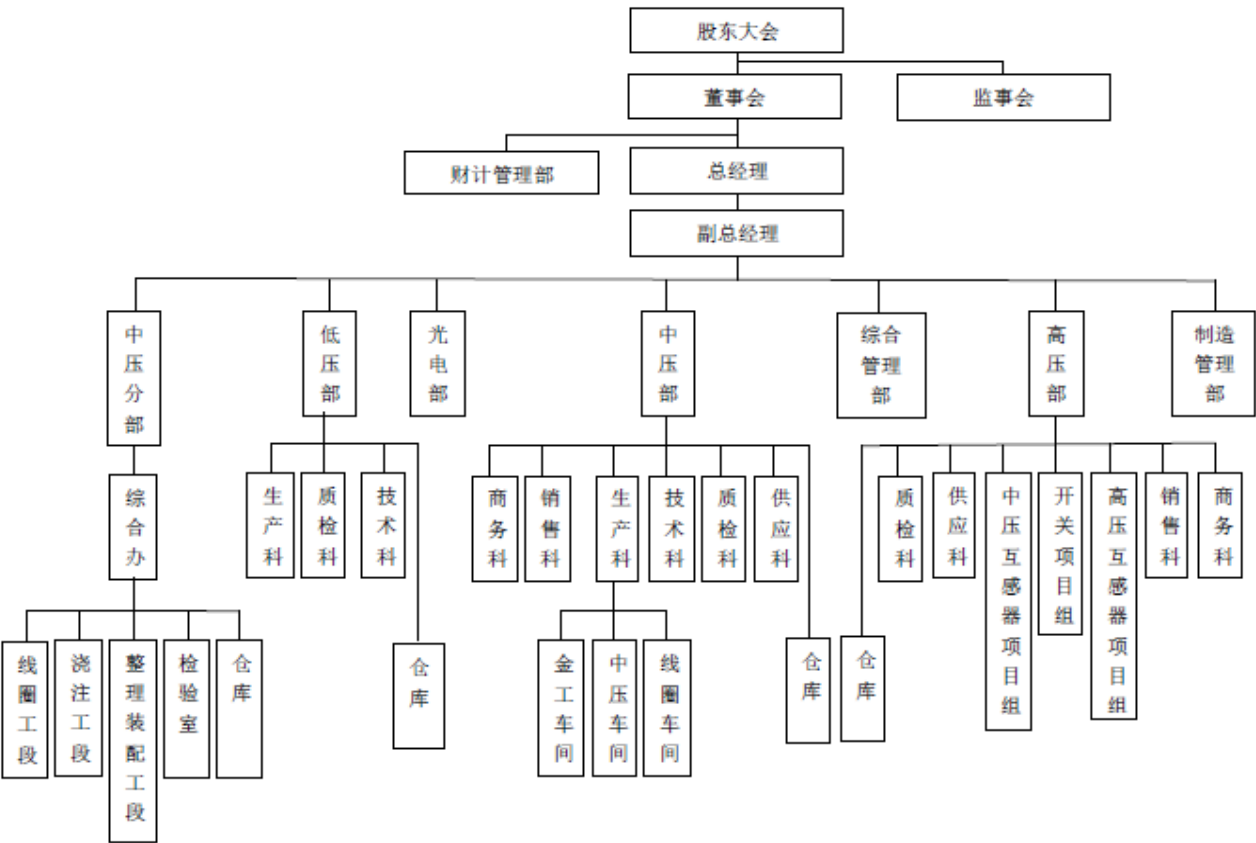 股东大会
董事会
监事会
财计管理部
总经理
副总经理
中压分部
低压部
光电部
中压部
综合管理部
高压部
制造管理部
综合办
生产科
质检科
技术科
商务科
销售科
生产科
技术科
质检科
供应科
质检科
供应科
中压互感器项目组
开关项目组
高压互感器项目组
销售科
商务科
线圈工段
浇注工段
整理装配工段
检验室
仓库
仓库
金工车间
中压车间
线圈车间
仓库
仓库